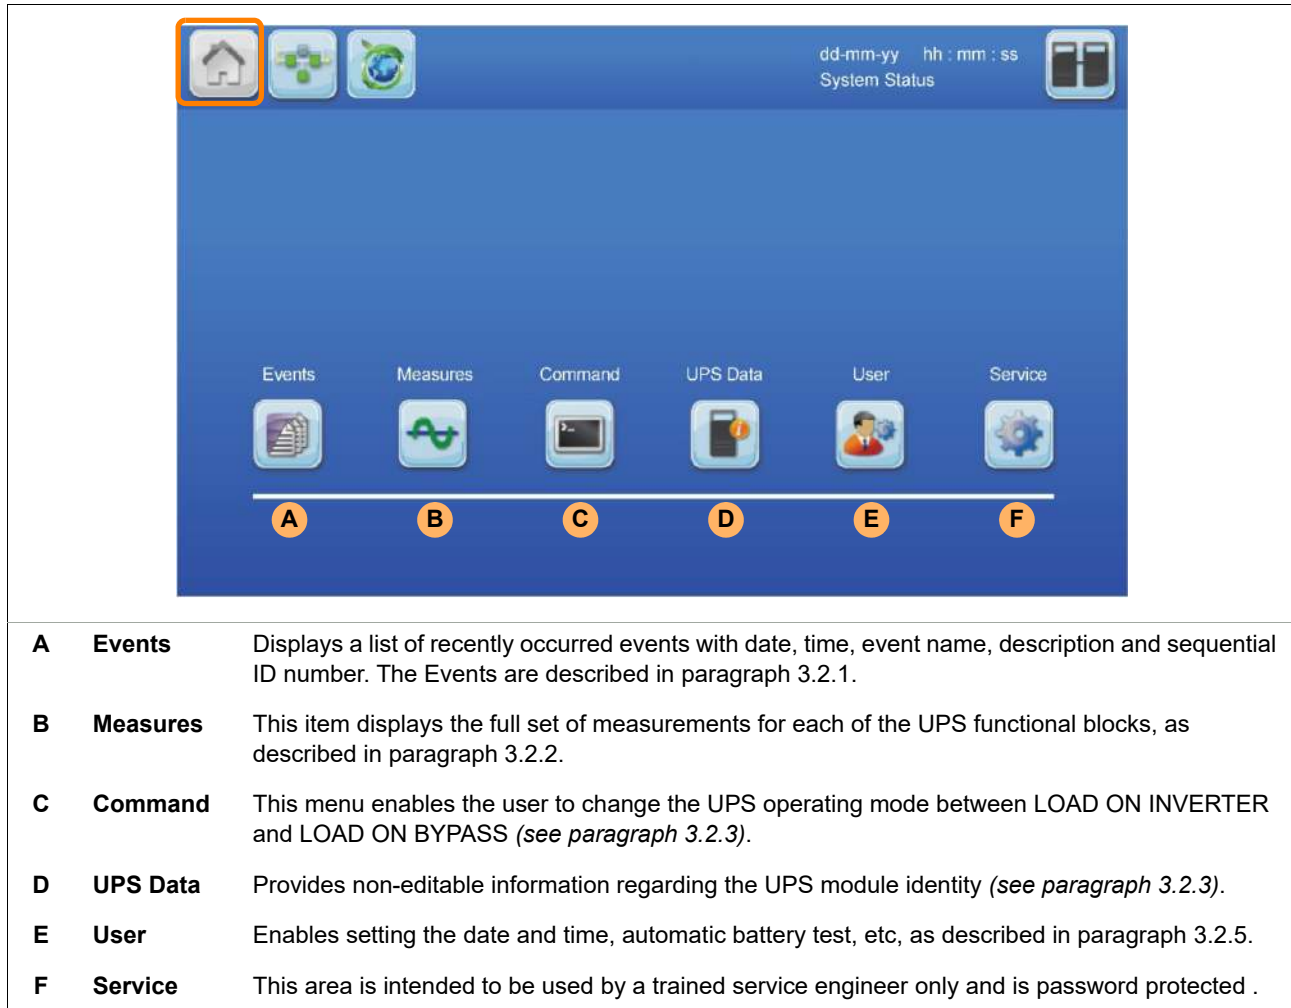 dd-mm-yy hh : mm : ss
System Status
Events Measures Command UPS Data User Service
A B C D E F
A Events Displays a list of recently occurred events with date, time, event name, description and sequential
ID number. The Events are described in paragraph 3.2.1.
B Measures This item displays the full set of measurements for each of the UPS functional blocks, as
described in paragraph 3.2.2.
C Command This menu enables the user to change the UPS operating mode between LOAD ON INVERTER
and LOAD ON BYPASS (see paragraph 3.2.3).
D UPS Data Provides non-editable information regarding the UPS module identity (see paragraph 3.2.3).
E User Enables setting the date and time, automatic battery test, etc, as described in paragraph 3.2.5.
F Service This area is intended to be used by a trained service engineer only and is password protected .